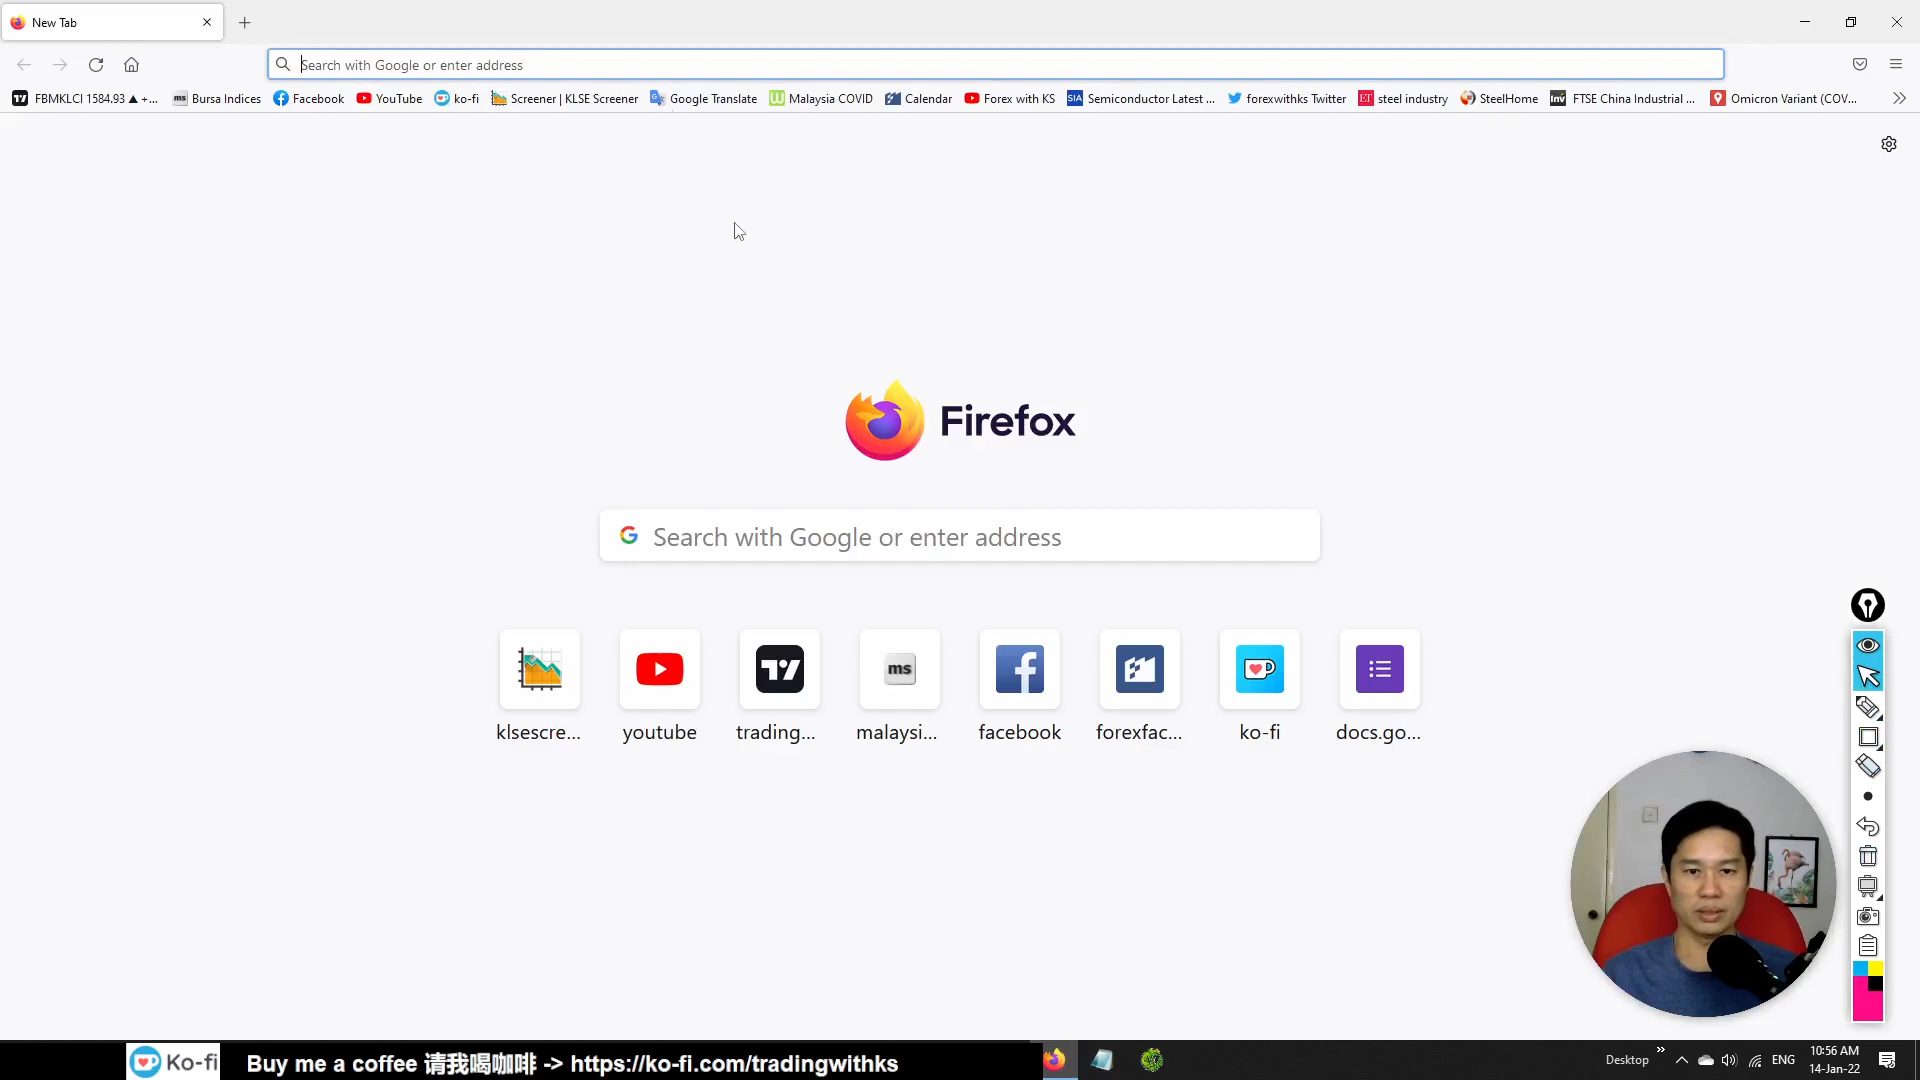 New Tab
Search with Google or enter address
FBMKLCI 1584.93 ▲ +...
Bursa Indices
Facebook
YouTube
ko-fi
Screener | KLSE Screener
Google Translate
Malaysia COVID
Calendar
Forex with KS
SIA
Semiconductor Latest ...
forexwithks Twitter
ET
steel industry
SteelHome
Inv
FTSE China Industrial ...
Omicron Variant (COV...
Firefox
Search with Google or enter address
ms
klsescre...
youtube
trading...
malaysi...
facebook
forexfac...
ko-fi
docs.go...
Ko-fi
Buy me a coffee 请我喝咖啡 -> https://ko-fi.com/tradingwithks
Desktop
ENG
10:56 AM
14-Jan-22